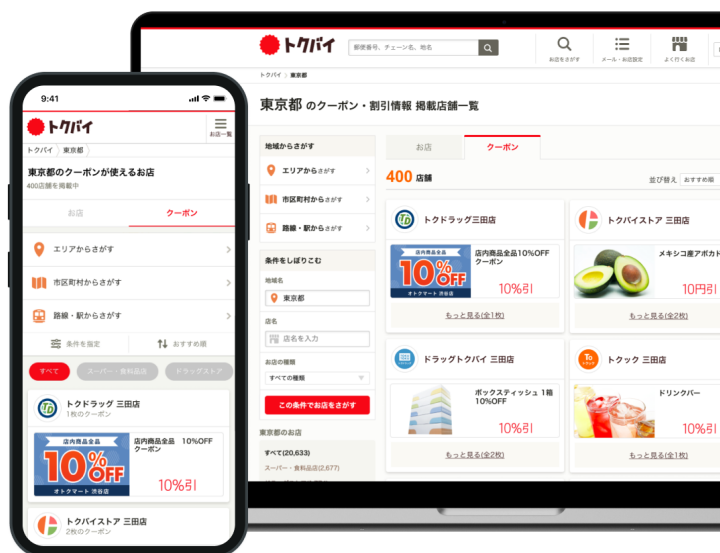 トクバイ
郵便番号、チェーン名、地名
お店をさがす
メール・お店設定
よく行くお店
トクバイ
東京都
東京都 のクーポン・割引情報 掲載店舗一覧
地域からさがす
エリアからさがす
市区町村からさがす
路線・駅からさがす
条件をしぼりこむ
地域名
東京都
店名
店名を入力
お店の種類
すべての種類
この条件でお店をさがす
東京都のお店
すべて(20,633)
スーパー・食料品店(2,677)
お店
クーポン
400 店舗
並び替え
おすすめ順
TD
トクドラッグ三田店
店内商品全品
10%OFF
オトクマート 渋谷店
店内商品全品10%OFF
クーポン
10%引
もっと見る(全1枚)
トクバイストア 三田店
メキシコ産アボカド
10円引
もっと見る(全2枚)
ドラッグトクバイ 三田店
ボックスティッシュ 1箱
10%OFF
10%引
もっと見る(全2枚)
To
トクック 三田店
ドリンクバー
10%引
もっと見る(全1枚)
9:41
トクバイ
お店一覧
トクバイ
東京都
東京都のクーポンが使えるお店
400店舗を掲載中
お店
クーポン
エリアからさがす
市区町村からさがす
路線・駅からさがす
条件を指定
おすすめ順
すべて
スーパー・食料品店
ドラッグストア
TD
トクドラッグ 三田店
1枚のクーポン
店内商品全品
10%OFF
オトクマート 渋谷店
店内商品全品 10%OFF
クーポン
10%引
トクバイストア 三田店
2枚のクーポン